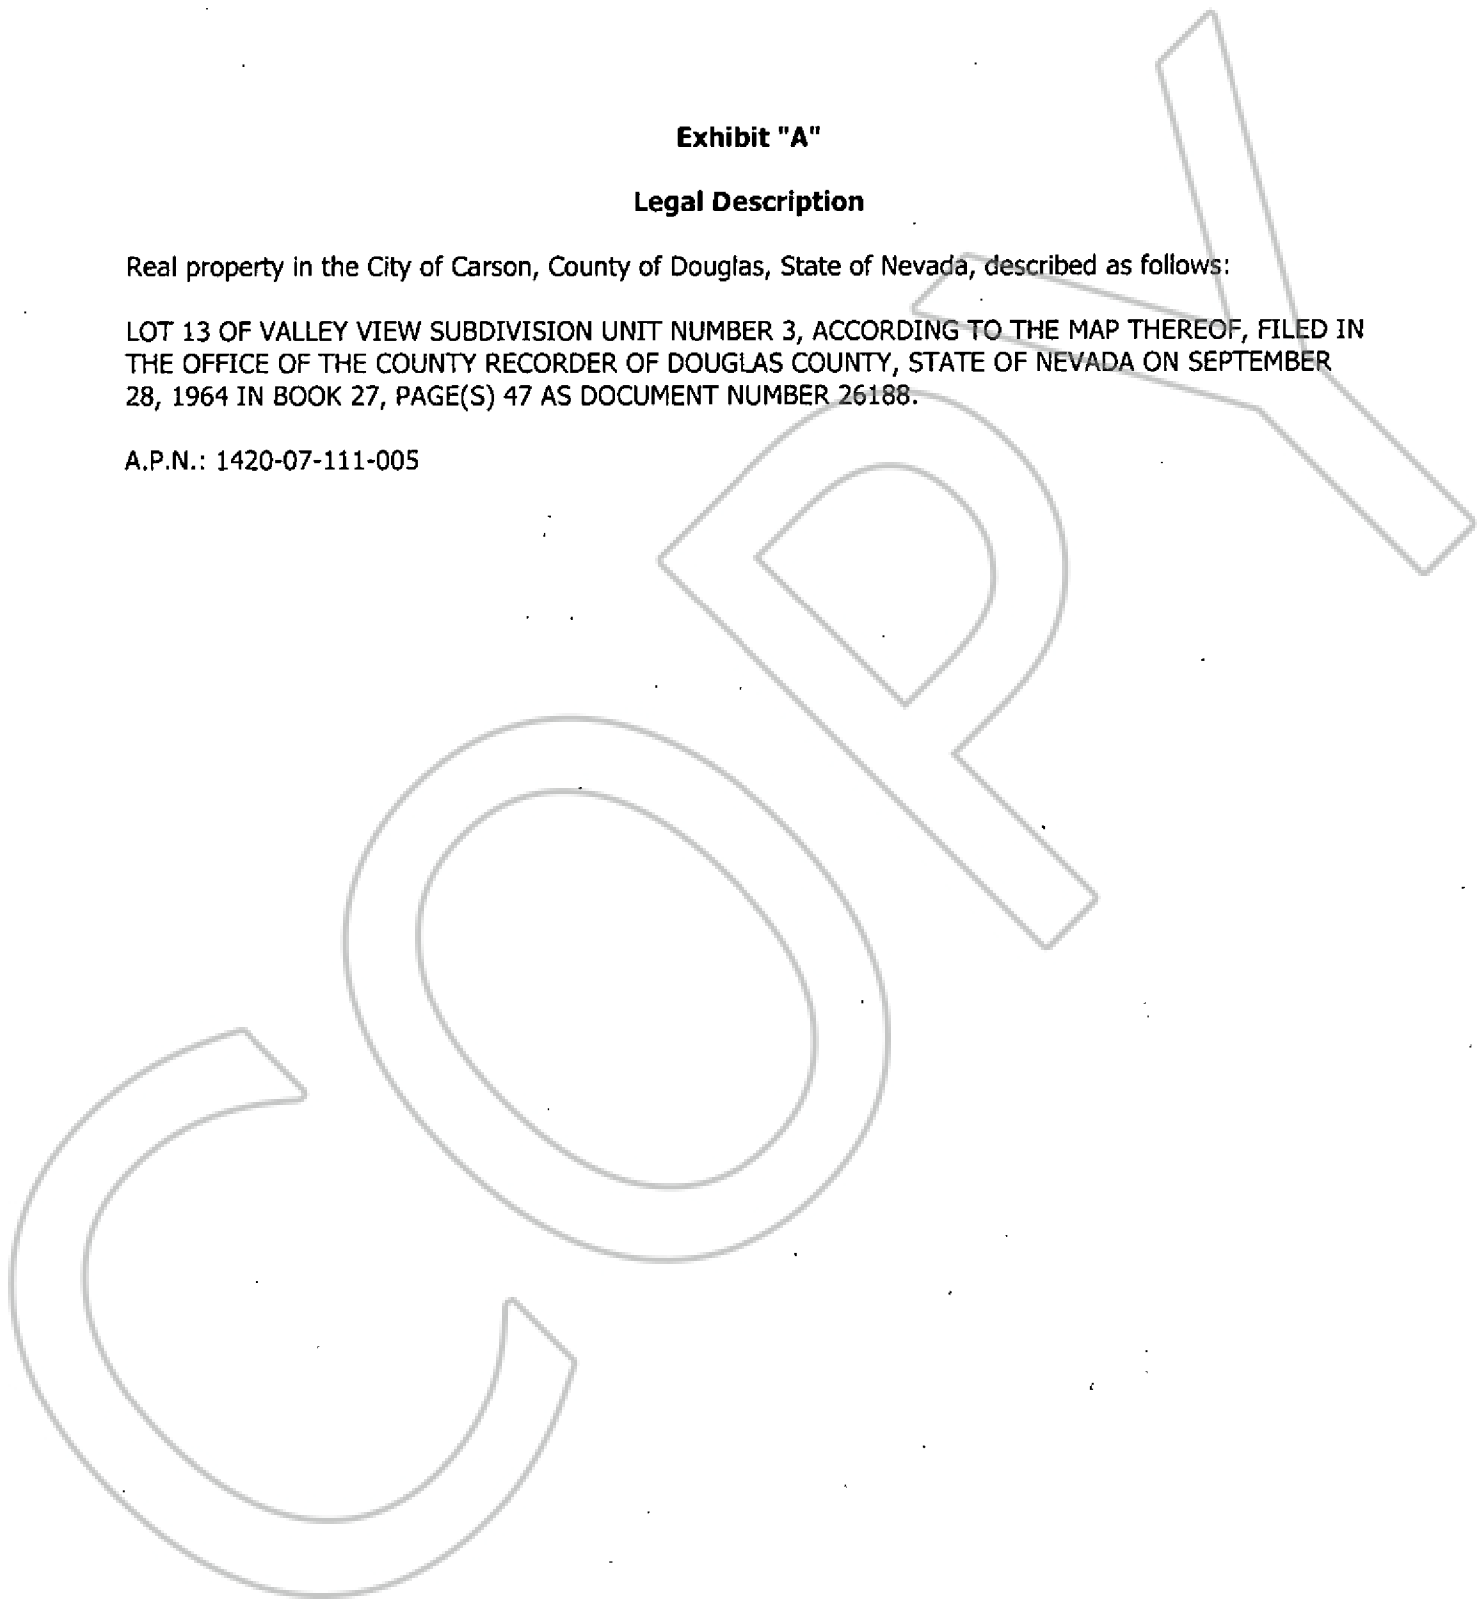 Exhibit "A"
Legal Description
Real property in the City of Carson, County of Douglas, State of Nevada, described as follows:
LOT 13 OF VALLEY VIEW SUBDIVISION UNIT NUMBER 3, ACCORDING TO THE MAP THEREOF, FILED IN
THE OFFICE OF THE COUNTY RECORDER OF DOUGLAS COUNTY, STATE OF NEVADA ON SEPTEMBER
28, 1964 IN BOOK 27, PAGE(S) 47 AS DOCUMENT NUMBER 26188.
A.P.N.: 1420-07-111-005
COPY